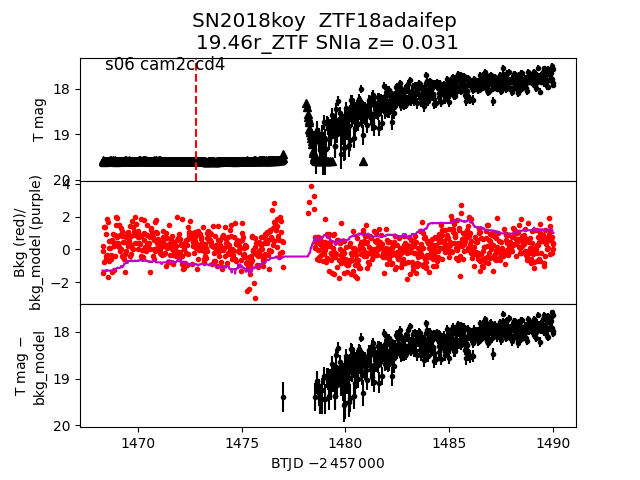 SN2018koy  ZTF18adaifep
19.46r_ZTF SNIa z= 0.031
s06 cam2ccd4
T mag
18
19
20
Bkg (red)/
bkg_model (purple)
4
2
0
−2
T mag −
bkg_model
18
19
20
1470
1475
1480
1485
1490
BTJD −2 457 000